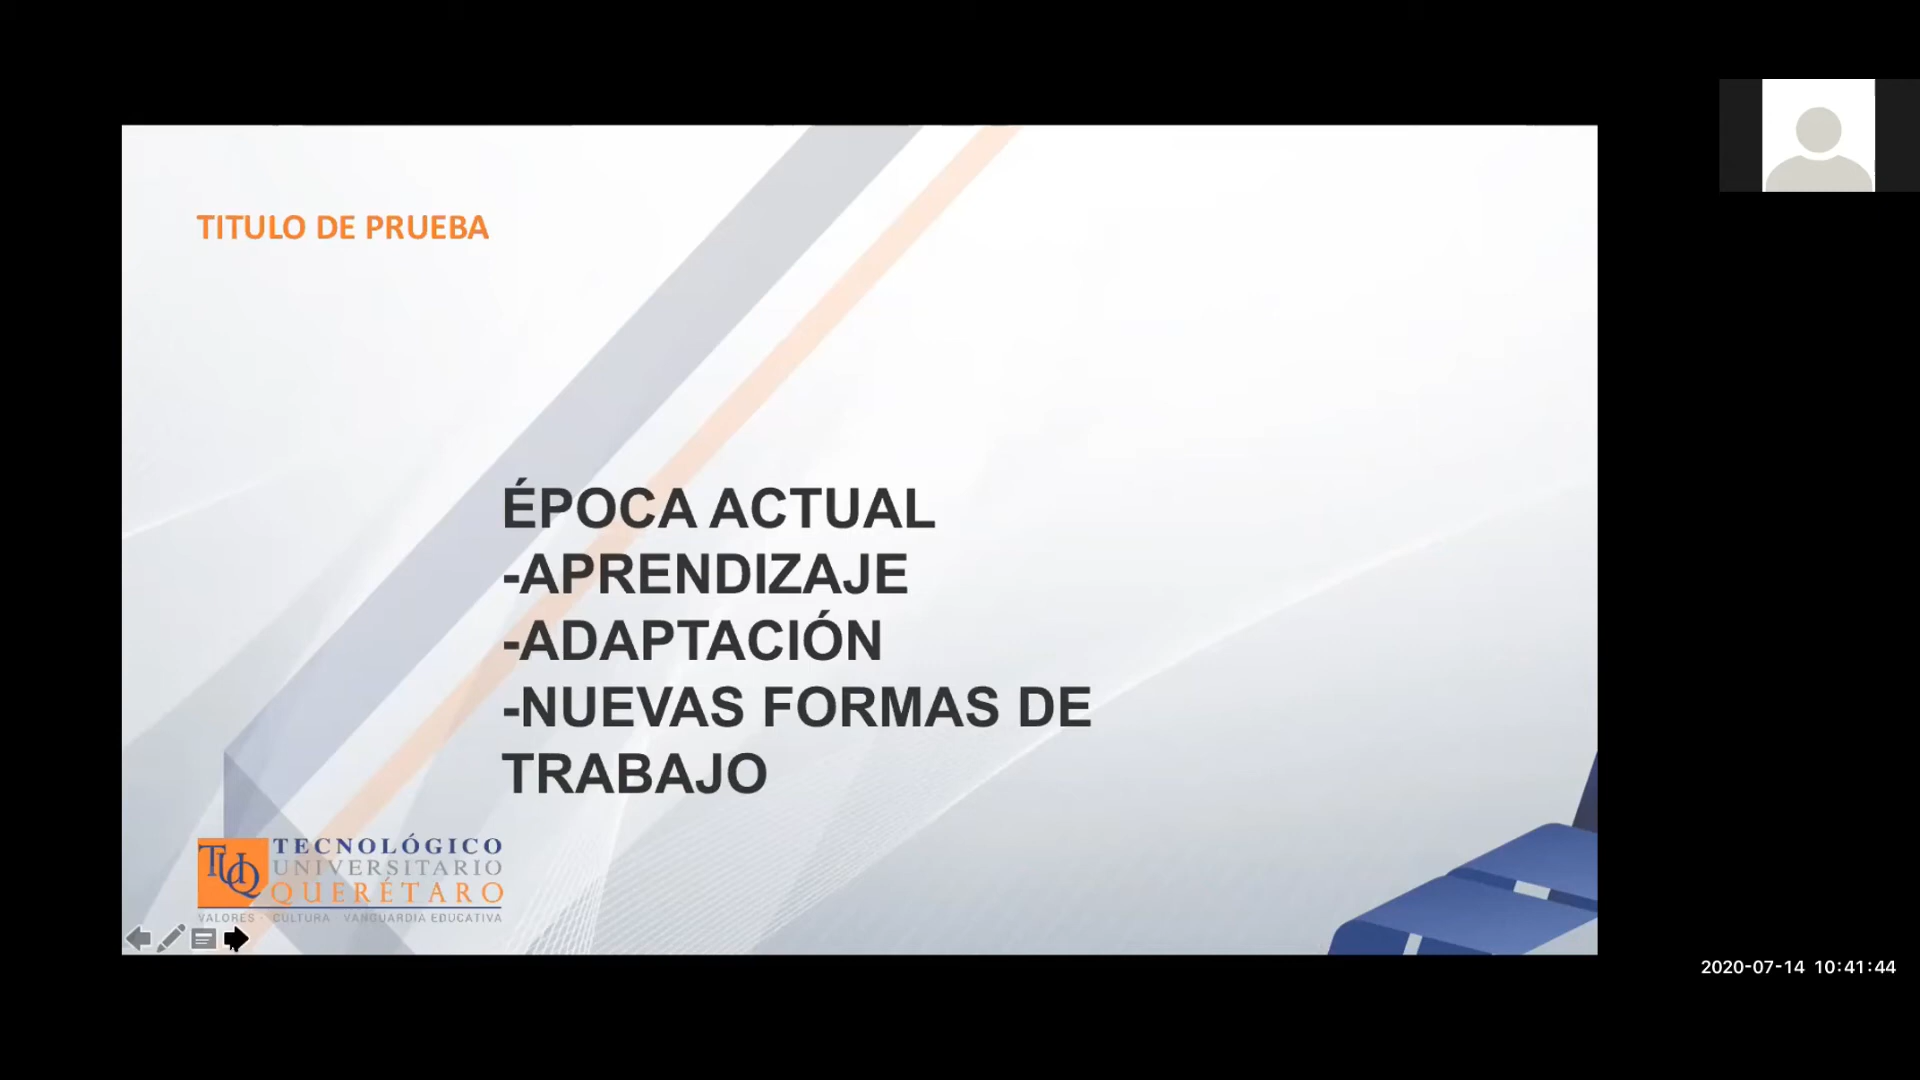 TITULO DE PRUEBA
ÉPOCA ACTUAL
-APRENDIZAJE
-ADAPTACIÓN
-NUEVAS FORMAS DE
TRABAJO
TUQ
TECNOLÓGICO
UNIVERSITARIO
QUERÉTARO
VALORES · CULTURA · VANGUARDIA EDUCATIVA
2020-07-14 10:41:44